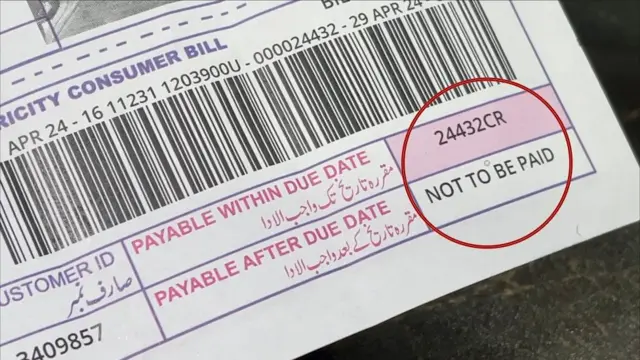 RICITY CONSUMER BILL
APR 24 - 16 11231 1203900U - 000024432 - 29 APR 24
PAYABLE WITHIN DUE DATE
مقررہ تاریخ تک واجب الادا
24432CR
PAYABLE AFTER DUE DATE
مقررہ تاریخ کے بعد واجب الادا
NOT TO BE PAID
CUSTOMER ID
صارف نمبر
3409857